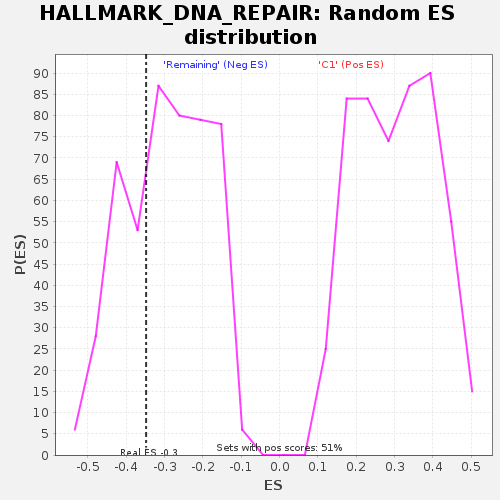 HALLMARK_DNA_REPAIR: Random ES
distribution
'Remaining' (Neg ES)
'C1' (Pos ES)
P(ES)
90
85
80
75
70
65
60
55
50
45
40
35
30
25
20
15
10
5
0
Real ES -0.3
Sets with pos scores: 51%
-0.5 -0.4 -0.3 -0.2 -0.1 0.0 0.1 0.2 0.3 0.4 0.5
ES